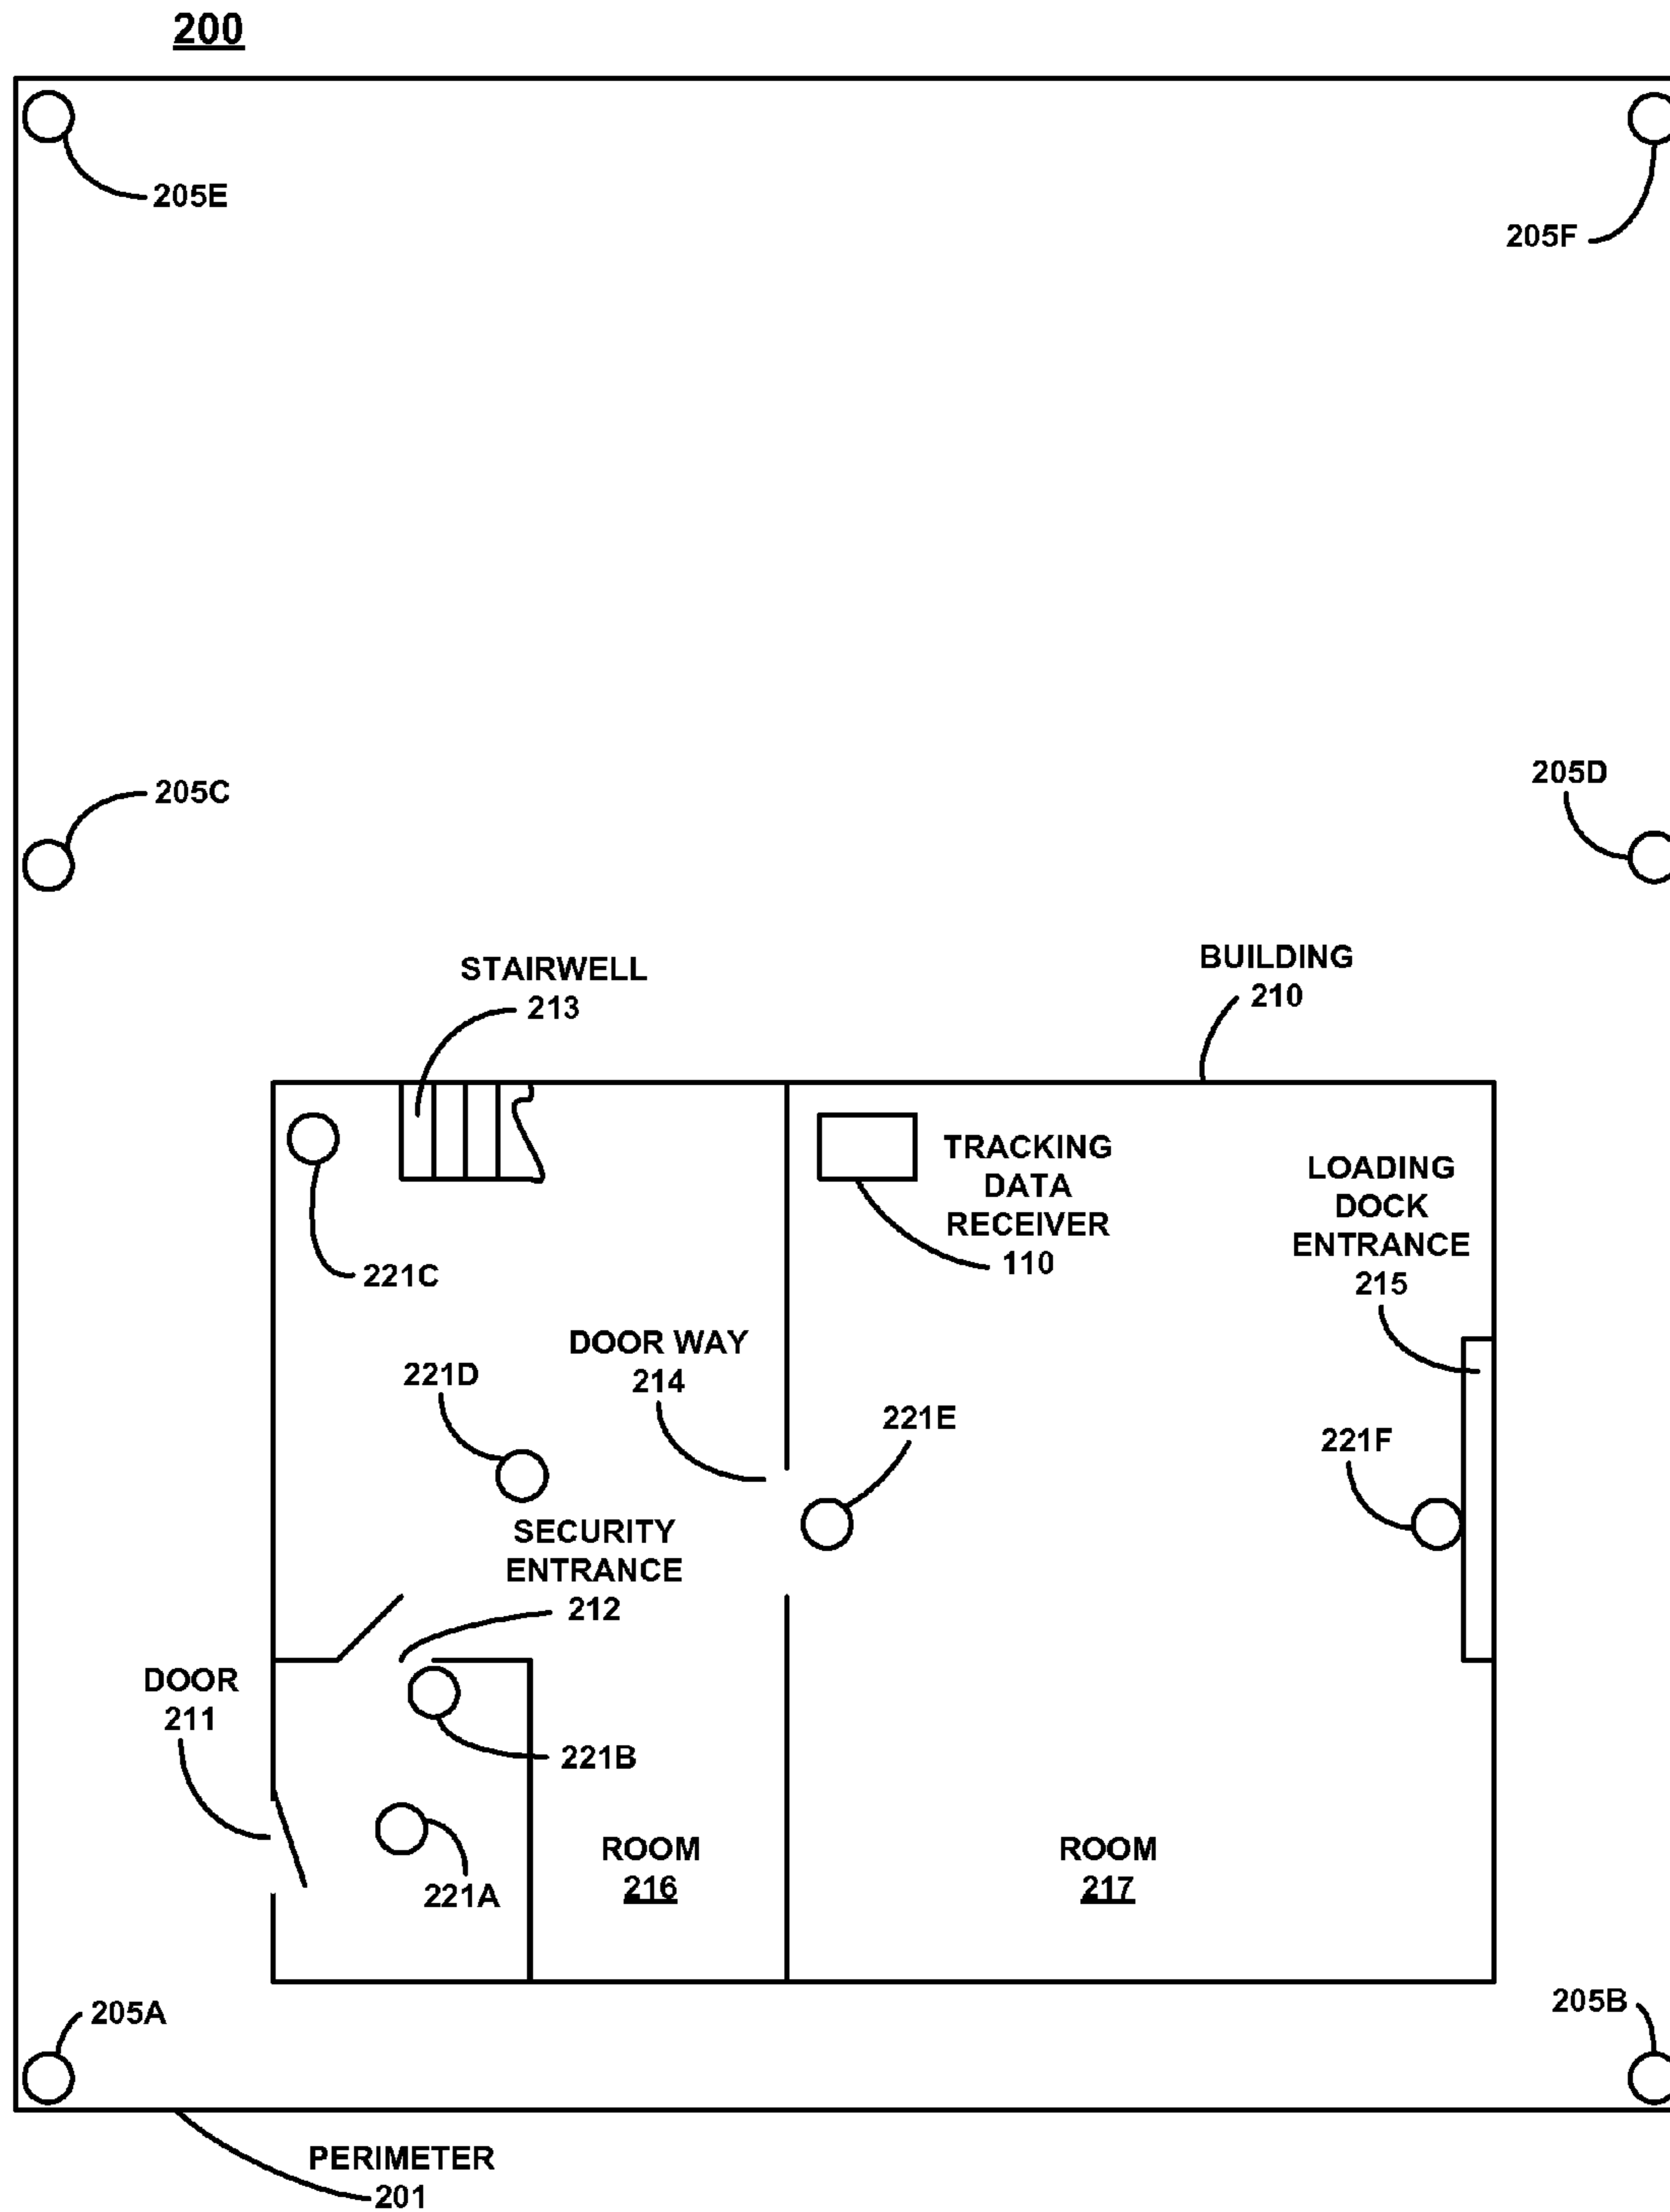 200
205E
205F
205C
205D
STAIRWELL
213
BUILDING
210
TRACKING
DATA
RECEIVER
110
LOADING
DOCK
ENTRANCE
215
221C
DOOR WAY
214
221D
221E
221F
SECURITY
ENTRANCE
212
DOOR
211
221B
221A
ROOM
216
ROOM
217
205A
205B
PERIMETER
201